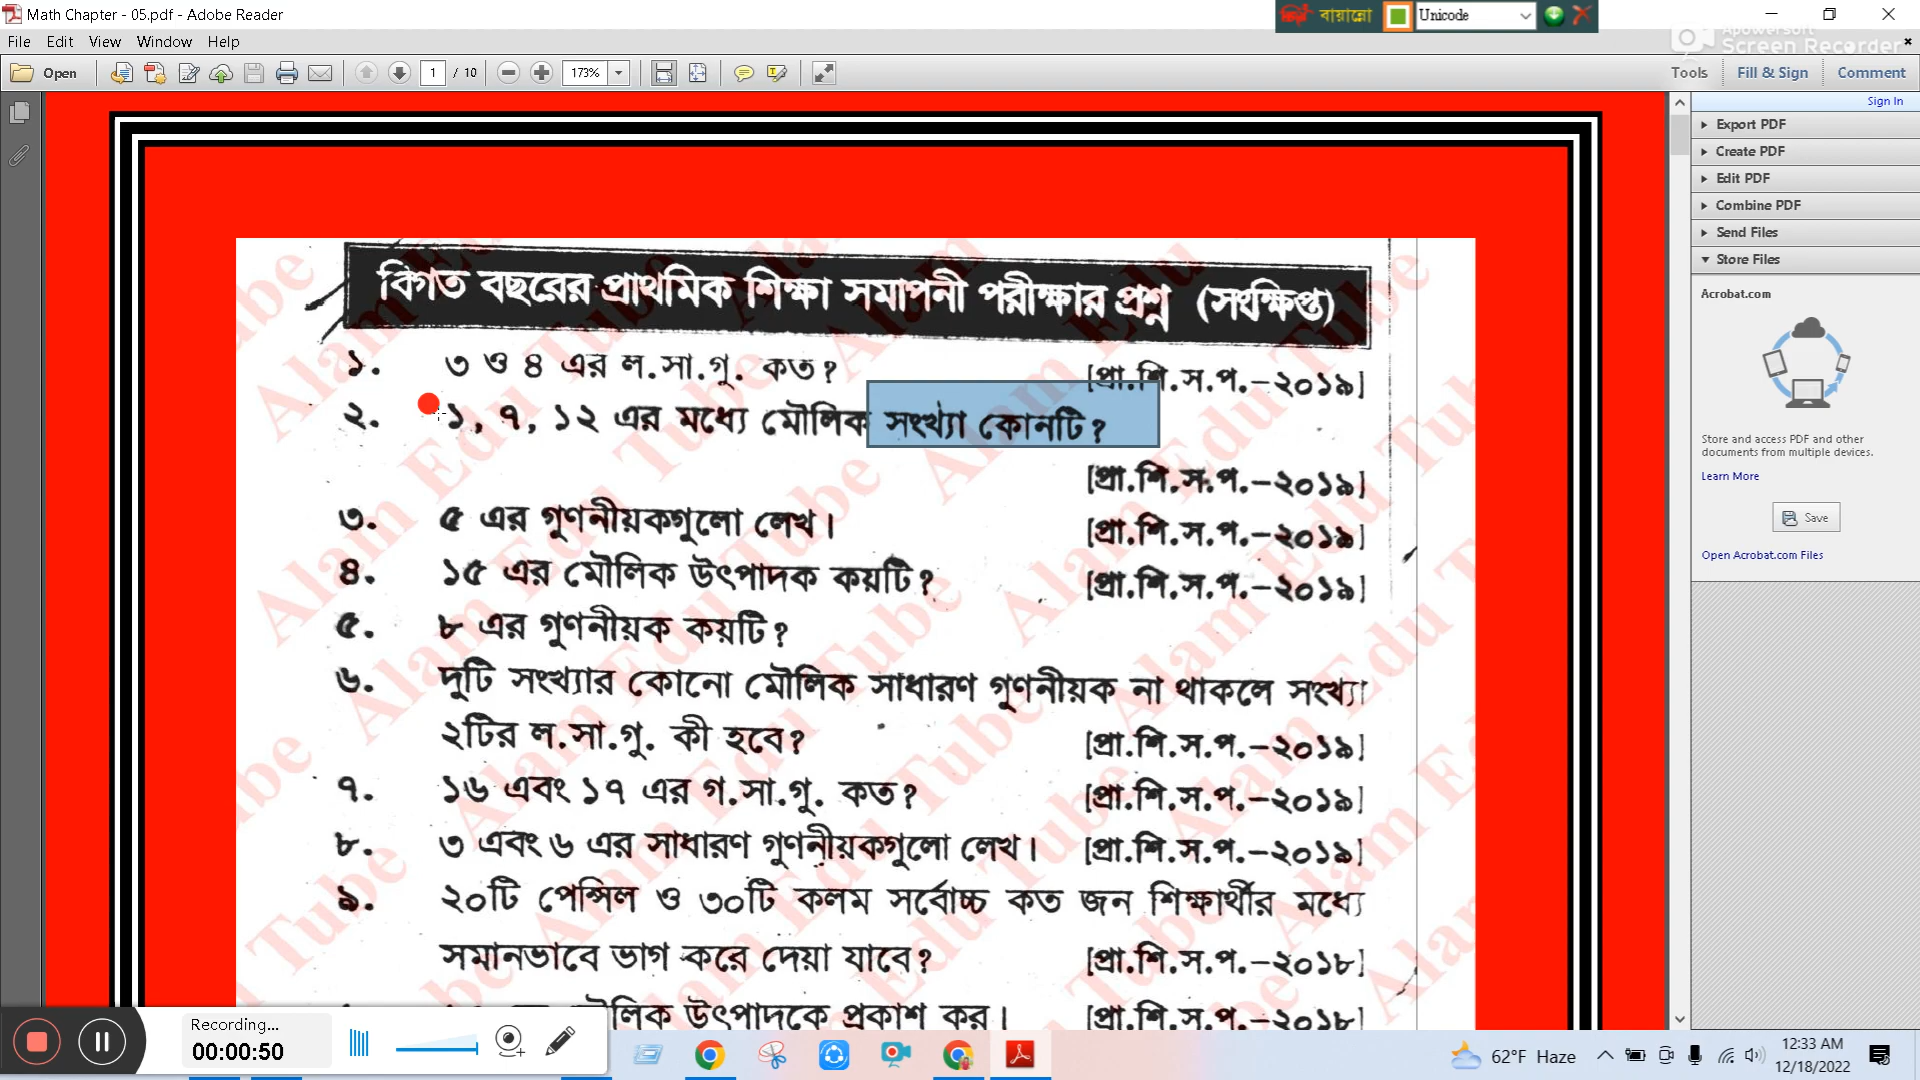 Math Chapter - 05.pdf - Adobe Reader
বায়ান্নো
Unicode
File Edit View Window Help
Apowersoft
Screen Recorder
Open
1 / 10
173%
Tools Fill & Sign Comment
Sign In
Export PDF
Create PDF
Edit PDF
Combine PDF
Send Files
Store Files
Acrobat.com
Store and access PDF and other
documents from multiple devices.
Learn More
Save
Open Acrobat.com Files
বিগত বছরের প্রাথমিক শিক্ষা সমাপনী পরীক্ষার প্রশ্ন (সংক্ষিপ্ত)
১. ৩ ও ৪ এর ল.সা.গু. কত? [প্রা.শি.স.প.-২০১৯]
২. ১, ৭, ১২ এর মধ্যে মৌলিক সংখ্যা কোনটি?
[প্রা.শি.স.প.-২০১৯]
৩. ৫ এর গুণনীয়কগুলো লেখ। [প্রা.শি.স.প.-২০১৯]
৪. ১৫ এর মৌলিক উৎপাদক কয়টি? [প্রা.শি.স.প.-২০১৯]
৫. ৮ এর গুণনীয়ক কয়টি?
৬. দুটি সংখ্যার কোনো মৌলিক সাধারণ গুণনীয়ক না থাকলে সংখ্যা
২টির ল.সা.গু. কী হবে? [প্রা.শি.স.প.-২০১৯]
৭. ১৬ এবং ১৭ এর গ.সা.গু. কত? [প্রা.শি.স.প.-২০১৯]
৮. ৩ এবং ৬ এর সাধারণ গুণনীয়কগুলো লেখ। [প্রা.শি.স.প.-২০১৯]
৯. ২০টি পেন্সিল ও ৩০টি কলম সর্বোচ্চ কত জন শিক্ষার্থীর মধ্যে
সমানভাবে ভাগ করে দেয়া যাবে? [প্রা.শি.স.প.-২০১৮]
উৎপাদকে প্রকাশ কর। [প্রা.শি.স.প.-২০১৮]
Alam Edu Tube
Recording...
00:00:50
62°F Haze
12:33 AM
12/18/2022